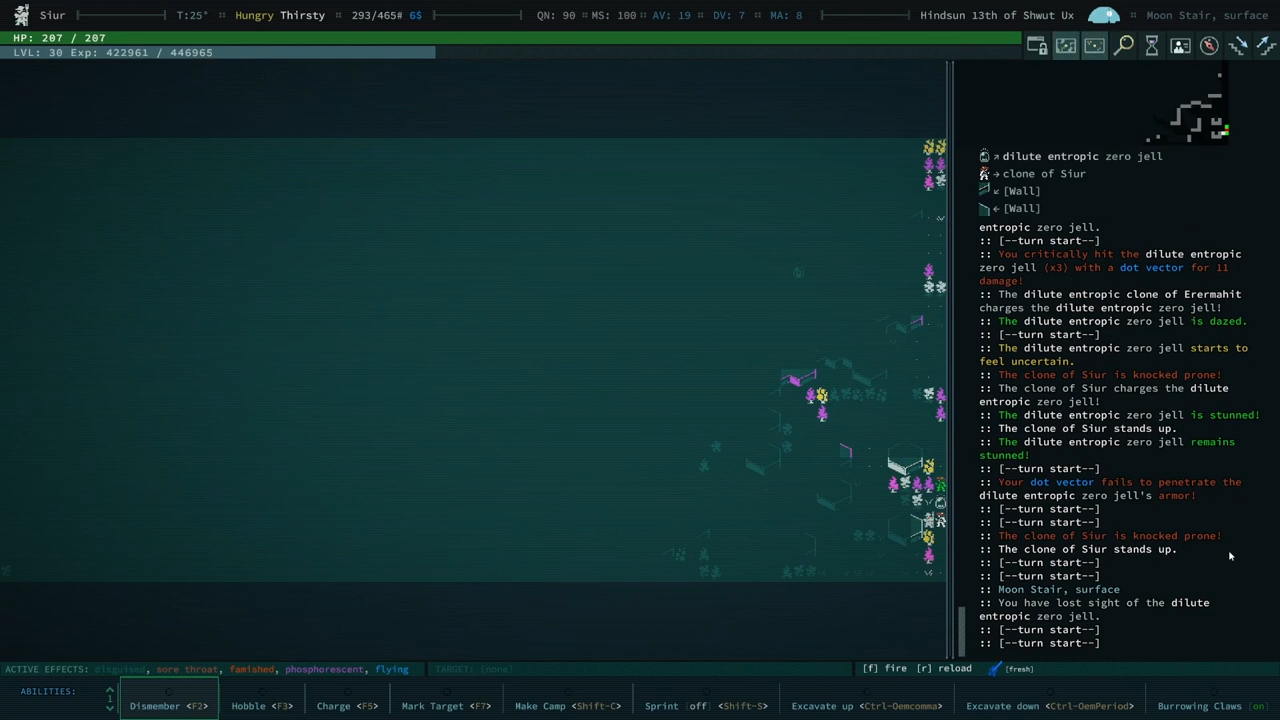 Siur T:25° :: Hungry Thirsty :: 293/465# 6$ QN: 90 :: MS: 100 :: AV: 19 :: DV: 7 :: MA: 8 Hindsun 13th of Shwut Ux :: Moon Stair, surface
HP: 207 / 207
LVL: 30 Exp: 422961 / 446965
dilute entropic zero jell
clone of Siur
[Wall]
[Wall]
entropic zero jell.
:: [--turn start--]
:: You critically hit the dilute entropic
zero jell (x3) with a dot vector for 11
damage!
:: The dilute entropic clone of Erermahit
charges the dilute entropic zero jell!
:: The dilute entropic zero jell is dazed.
:: [--turn start--]
:: The dilute entropic zero jell starts to
feel uncertain.
:: The clone of Siur is knocked prone!
:: The clone of Siur charges the dilute
entropic zero jell!
:: The dilute entropic zero jell is stunned!
:: The clone of Siur stands up.
:: The dilute entropic zero jell remains
stunned!
:: [--turn start--]
:: Your dot vector fails to penetrate the
dilute entropic zero jell's armor!
:: [--turn start--]
:: [--turn start--]
:: The clone of Siur is knocked prone!
:: The clone of Siur stands up.
:: [--turn start--]
:: [--turn start--]
:: Moon Stair, surface
:: You have lost sight of the dilute
entropic zero jell.
:: [--turn start--]
:: [--turn start--]
ACTIVE EFFECTS: disguised, sore throat, famished, phosphorescent, flying TARGET: [none] [f] fire [r] reload [fresh]
ABILITIES: 1 Dismember <F2> Hobble <F3> Charge <F5> Mark Target <F7> Make Camp <Shift-C> Sprint [off] <Shift-S> Excavate up <Ctrl-Oemcomma> Excavate down <Ctrl-OemPeriod> Burrowing Claws [on]